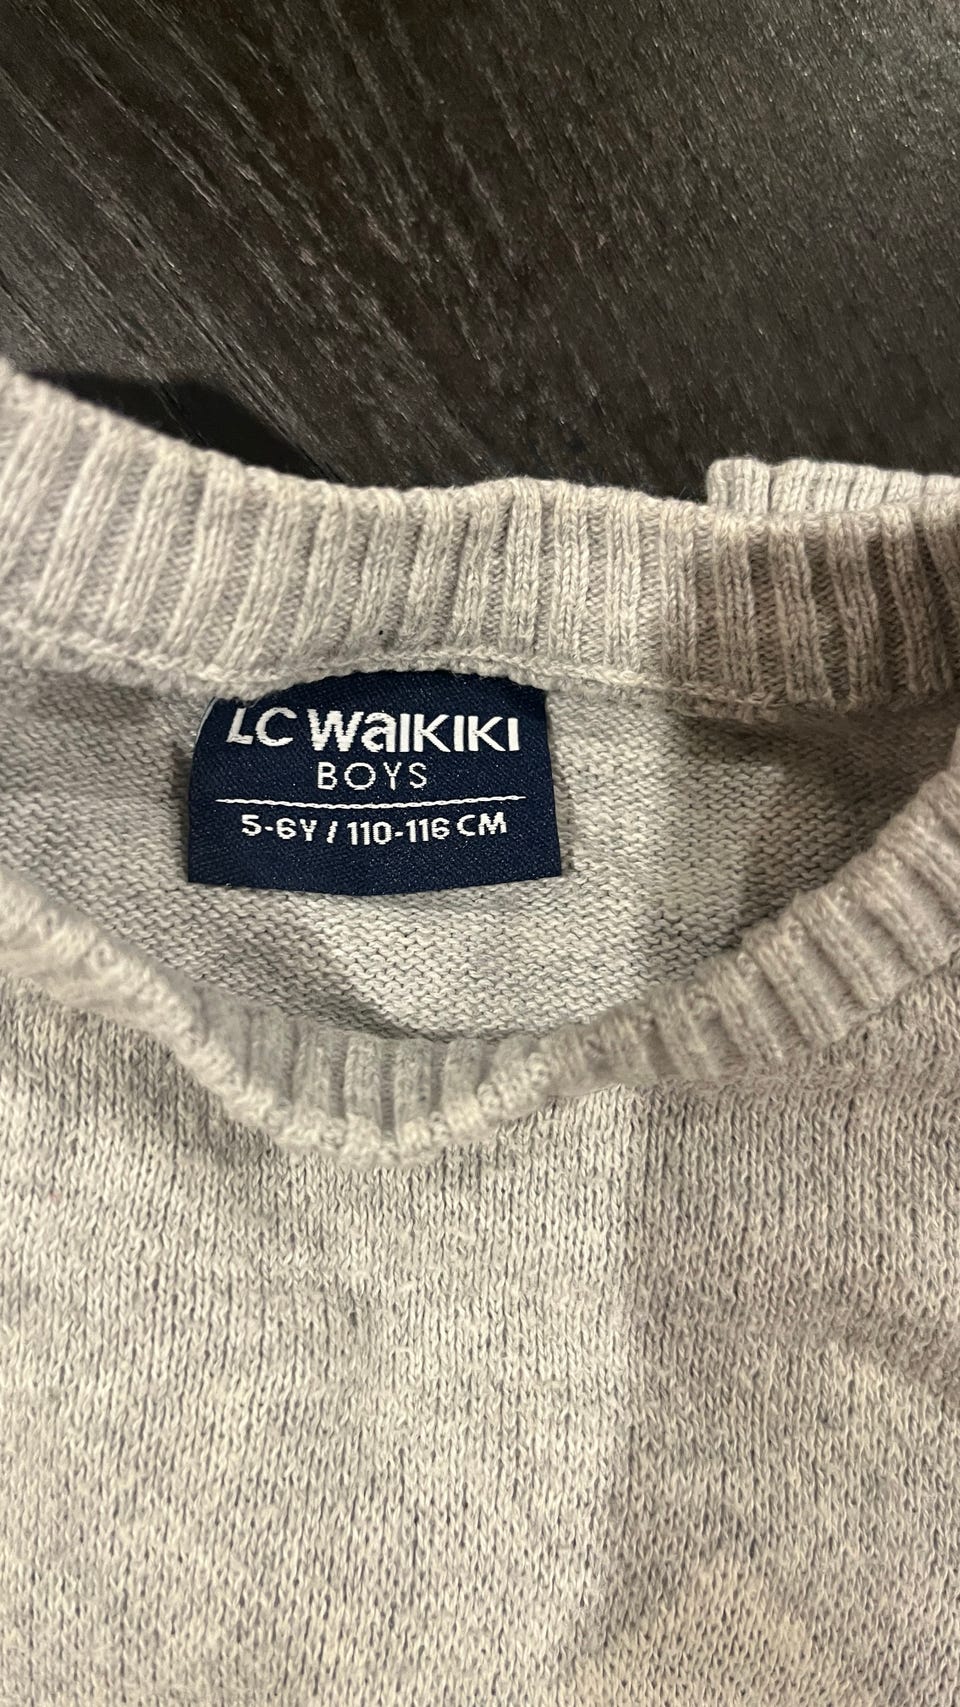 LC WAIKIKI
BOYS
5-6Y / 110-116 CM